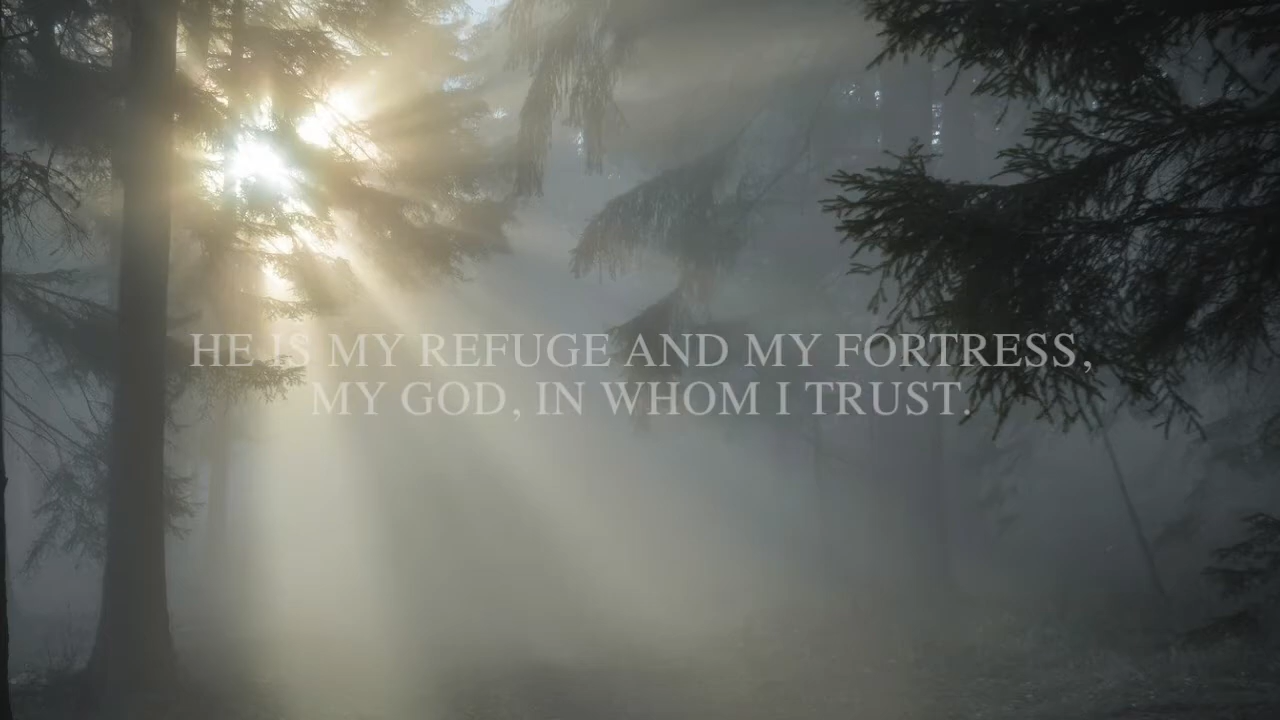 HE IS MY REFUGE AND MY FORTRESS,
MY GOD, IN WHOM I TRUST.